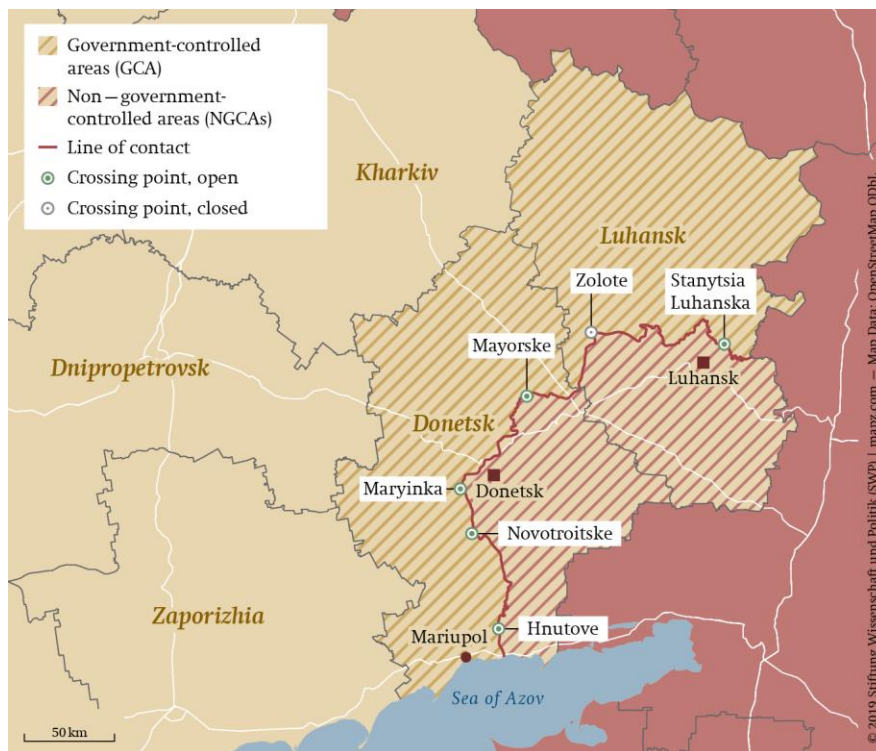 Government-controlled
areas (GCA)
Non – government-
controlled areas (NGCAs)
Line of contact
Crossing point, open
Crossing point, closed
Kharkiv
Luhansk
Zolote
Stanytsia
Luhanska
Mayorske
Dnipropetrovsk
Luhansk
Donetsk
Maryinka
Donetsk
Novotroitske
Zaporizhia
Hnutove
Mariupol
Sea of Azov
50 km
© 2019 Stiftung Wissenschaft und Politik (SWP) | mapz.com – Map Data: OpenStreetMap ODbL